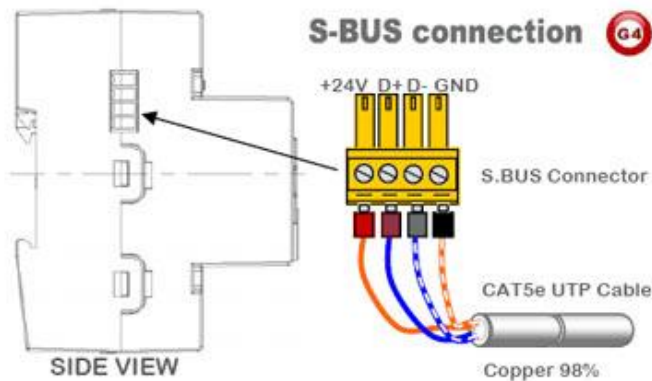 S-BUS connection G4
+24V D+ D- GND
S.BUS Connector
CAT5e UTP Cable
SIDE VIEW
Copper 98%